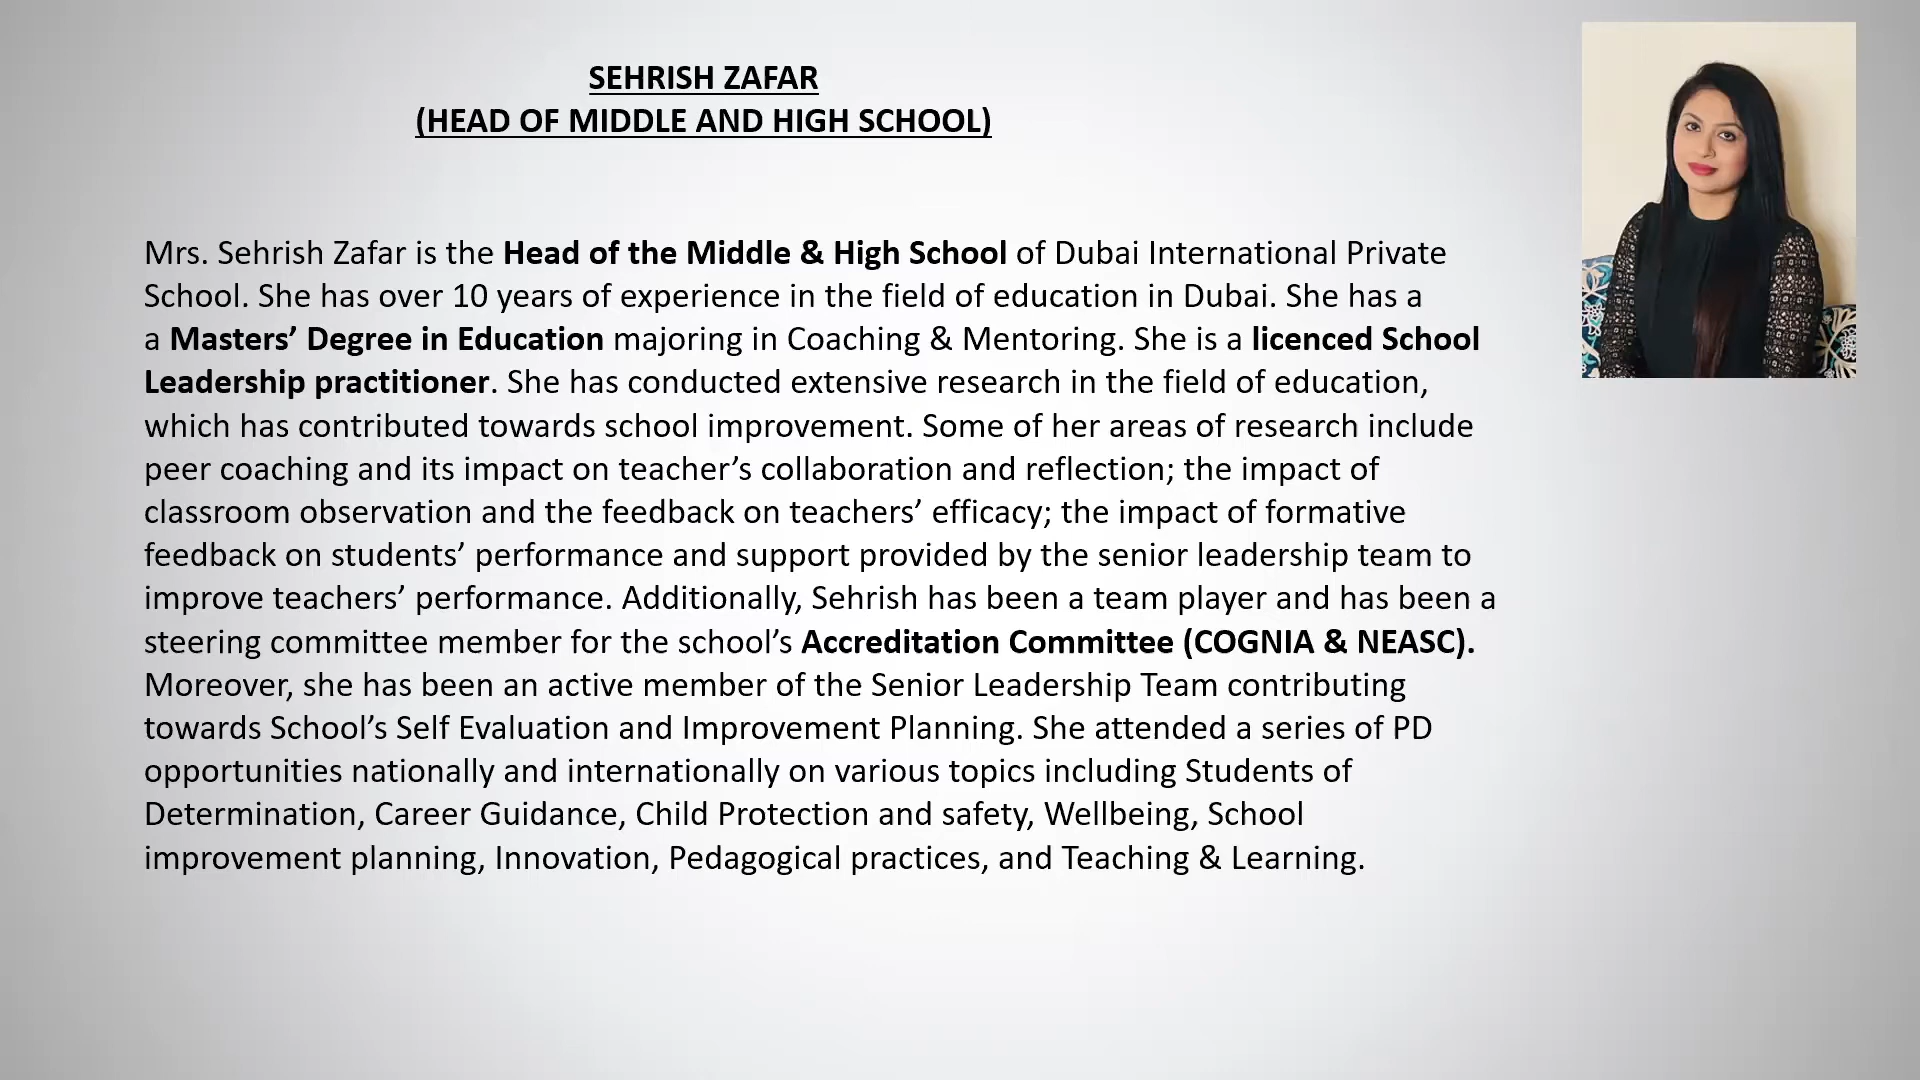 SEHRISH ZAFAR
(HEAD OF MIDDLE AND HIGH SCHOOL)
Mrs. Sehrish Zafar is the Head of the Middle & High School of Dubai International Private
School. She has over 10 years of experience in the field of education in Dubai. She has a
a Masters’ Degree in Education majoring in Coaching & Mentoring. She is a licenced School
Leadership practitioner. She has conducted extensive research in the field of education,
which has contributed towards school improvement. Some of her areas of research include
peer coaching and its impact on teacher’s collaboration and reflection; the impact of
classroom observation and the feedback on teachers’ efficacy; the impact of formative
feedback on students’ performance and support provided by the senior leadership team to
improve teachers’ performance. Additionally, Sehrish has been a team player and has been a
steering committee member for the school’s Accreditation Committee (COGNIA & NEASC).
Moreover, she has been an active member of the Senior Leadership Team contributing
towards School’s Self Evaluation and Improvement Planning. She attended a series of PD
opportunities nationally and internationally on various topics including Students of
Determination, Career Guidance, Child Protection and safety, Wellbeing, School
improvement planning, Innovation, Pedagogical practices, and Teaching & Learning.